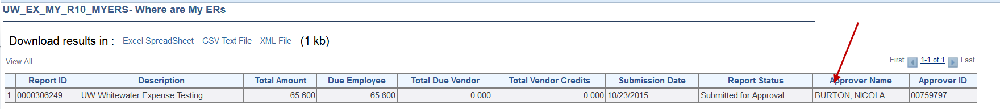 UW_EX_MY_R10_MYERS- Where are My ERs
Download results in : Excel SpreadSheet CSV Text File XML File (1 kb)
View All First 1-1 of 1 Last
Report ID Description Total Amount Due Employee Total Due Vendor Total Vendor Credits Submission Date Report Status Approver Name Approver ID
1 0000306249 UW Whitewater Expense Testing 65.600 65.600 0.000 0.000 10/23/2015 Submitted for Approval BURTON, NICOLA 00759797